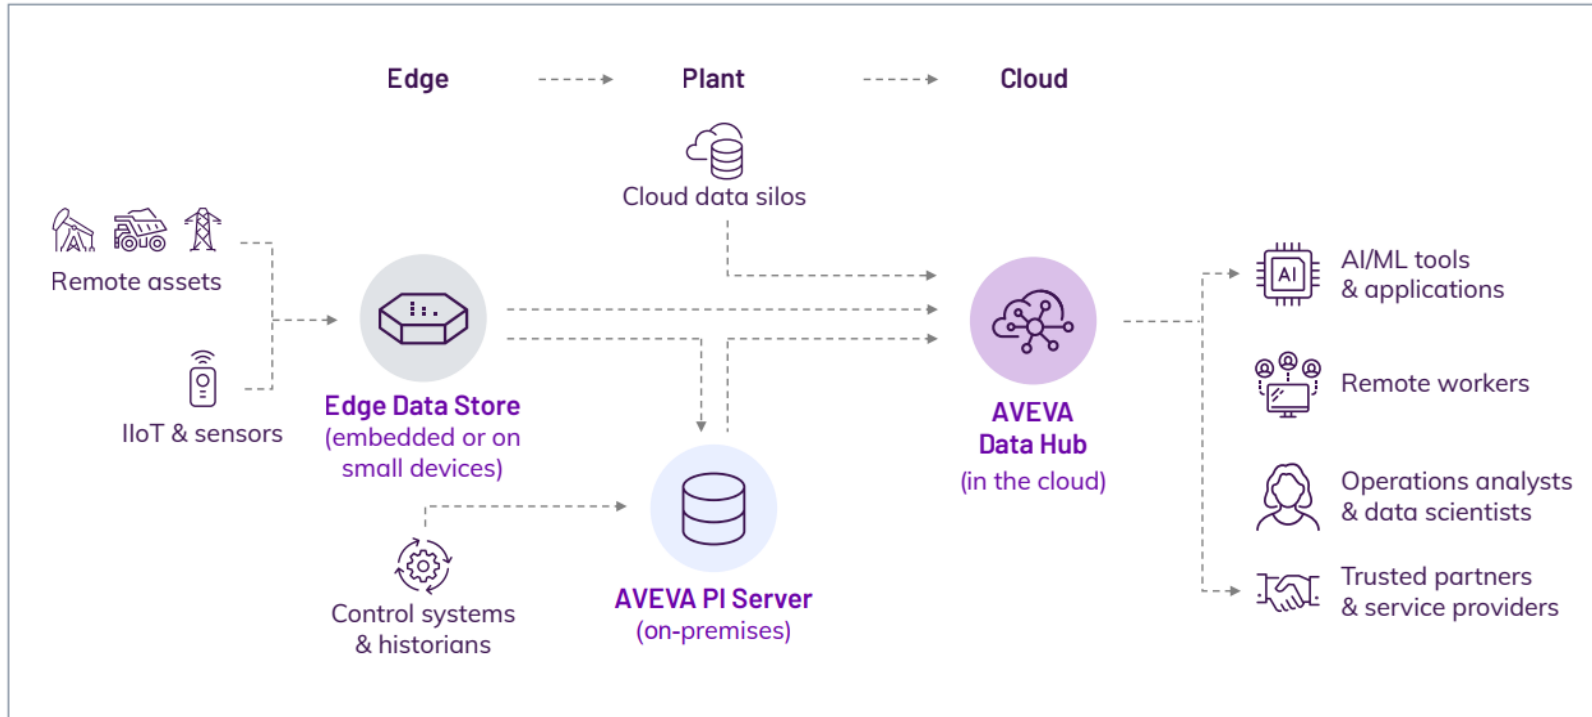 Edge
Plant
Cloud
Cloud data silos
Remote assets
IIoT & sensors
Edge Data Store
(embedded or on
small devices)
Control systems
& historians
AVEVA PI Server
(on-premises)
AVEVA
Data Hub
(in the cloud)
AI
AI/ML tools
& applications
Remote workers
Operations analysts
& data scientists
Trusted partners
& service providers